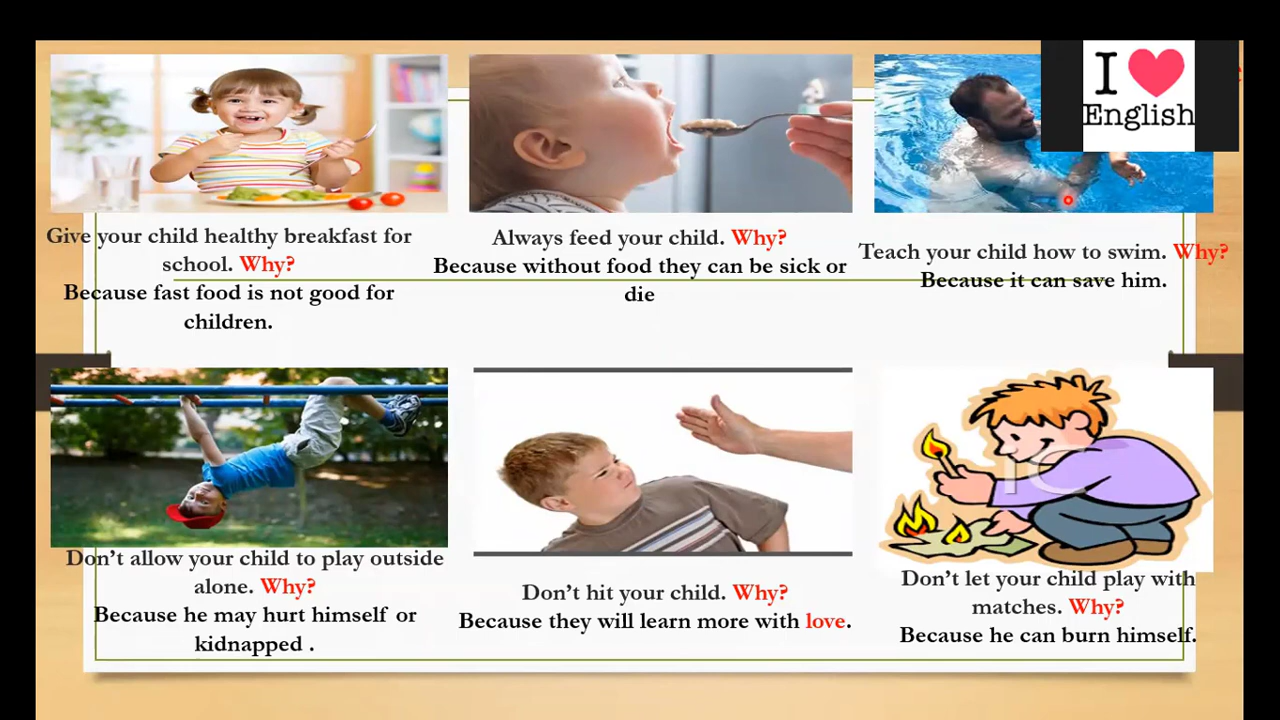 I ❤
English
Give your child healthy breakfast for
school. Why?
Because fast food is not good for
children.
Always feed your child. Why?
Because without food they can be sick or
die
Teach your child how to swim. Why?
Because it can save him.
Don't allow your child to play outside
alone. Why?
Because he may hurt himself or
kidnapped .
Don't hit your child. Why?
Because they will learn more with love.
Don't let your child play with
matches. Why?
Because he can burn himself.